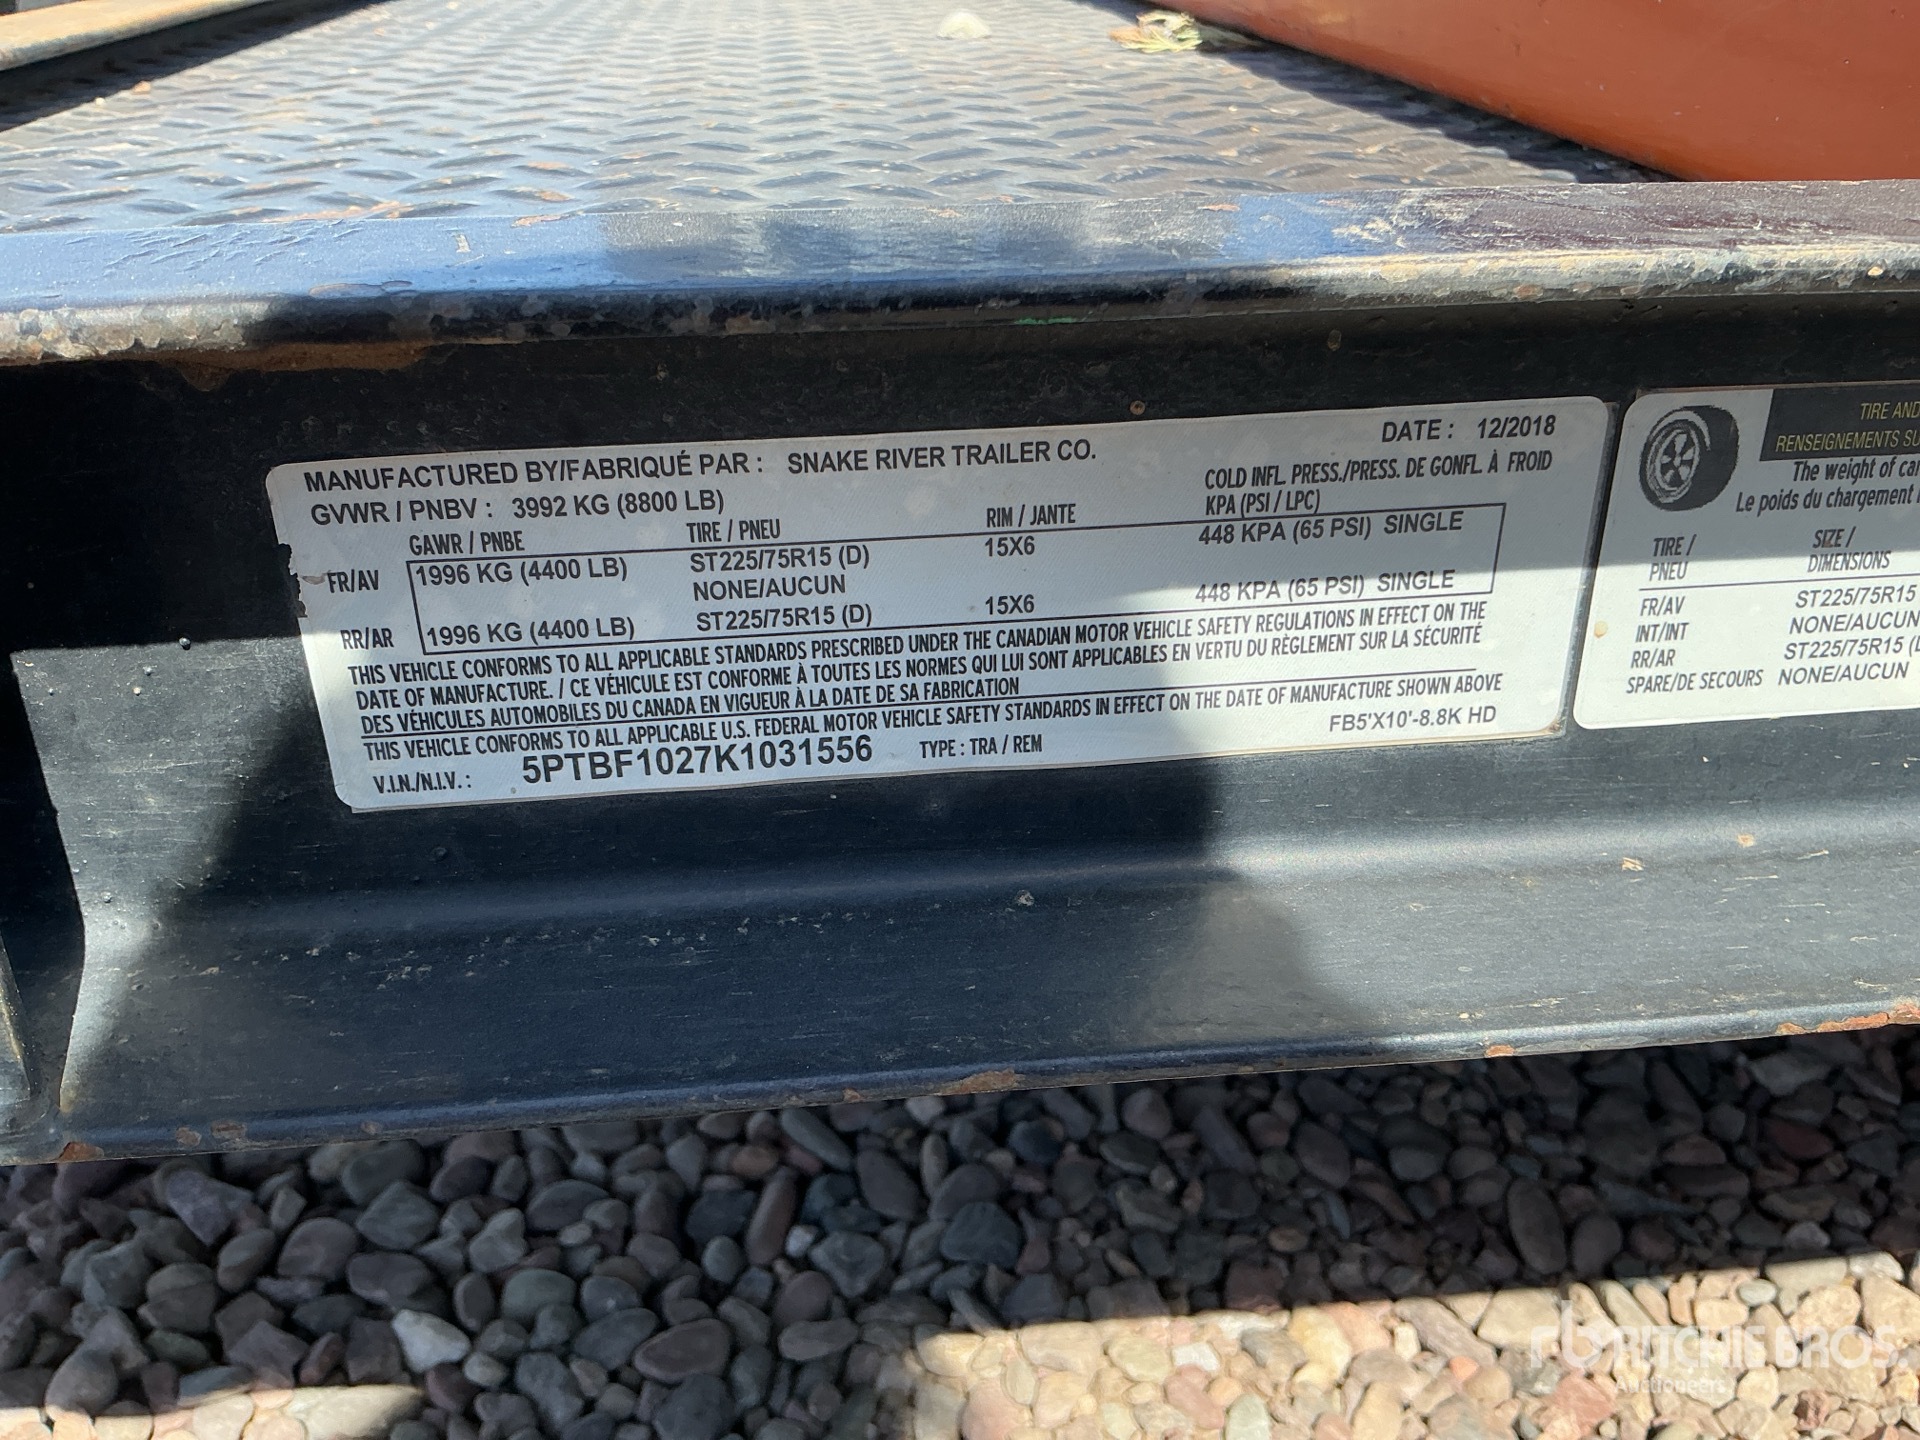 MANUFACTURED BY/FABRIQUÉ PAR : SNAKE RIVER TRAILER CO. DATE : 12/2018
GVWR / PNBV : 3992 KG (8800 LB)
COLD INFL. PRESS./PRESS. DE GONFL. À FROID
GAWR / PNBE TIRE / PNEU RIM / JANTE KPA (PSI / LPC)
FR/AV 1996 KG (4400 LB) ST225/75R15 (D) 15X6 448 KPA (65 PSI) SINGLE
NONE/AUCUN
RR/AR 1996 KG (4400 LB) ST225/75R15 (D) 15X6 448 KPA (65 PSI) SINGLE
THIS VEHICLE CONFORMS TO ALL APPLICABLE STANDARDS PRESCRIBED UNDER THE CANADIAN MOTOR VEHICLE SAFETY REGULATIONS IN EFFECT ON THE
DATE OF MANUFACTURE. / CE VÉHICULE EST CONFORME À TOUTES LES NORMES QUI LUI SONT APPLICABLES EN VERTU DU RÈGLEMENT SUR LA SÉCURITÉ
DES VÉHICULES AUTOMOBILES DU CANADA EN VIGUEUR À LA DATE DE SA FABRICATION
THIS VEHICLE CONFORMS TO ALL APPLICABLE U.S. FEDERAL MOTOR VEHICLE SAFETY STANDARDS IN EFFECT ON THE DATE OF MANUFACTURE SHOWN ABOVE
V.I.N./N.I.V. : 5PTBF1027K1031556 TYPE : TRA / REM FB5'X10'-8.8K HD
TIRE AND
RENSEIGNEMENTS SU
The weight of car
Le poids du chargement
TIRE / SIZE /
PNEU DIMENSIONS
FR/AV ST225/75R15
INT/INT NONE/AUCUN
RR/AR ST225/75R15 (
SPARE/DE SECOURS NONE/AUCUN
rb RITCHIE BROS.
Auctioneers